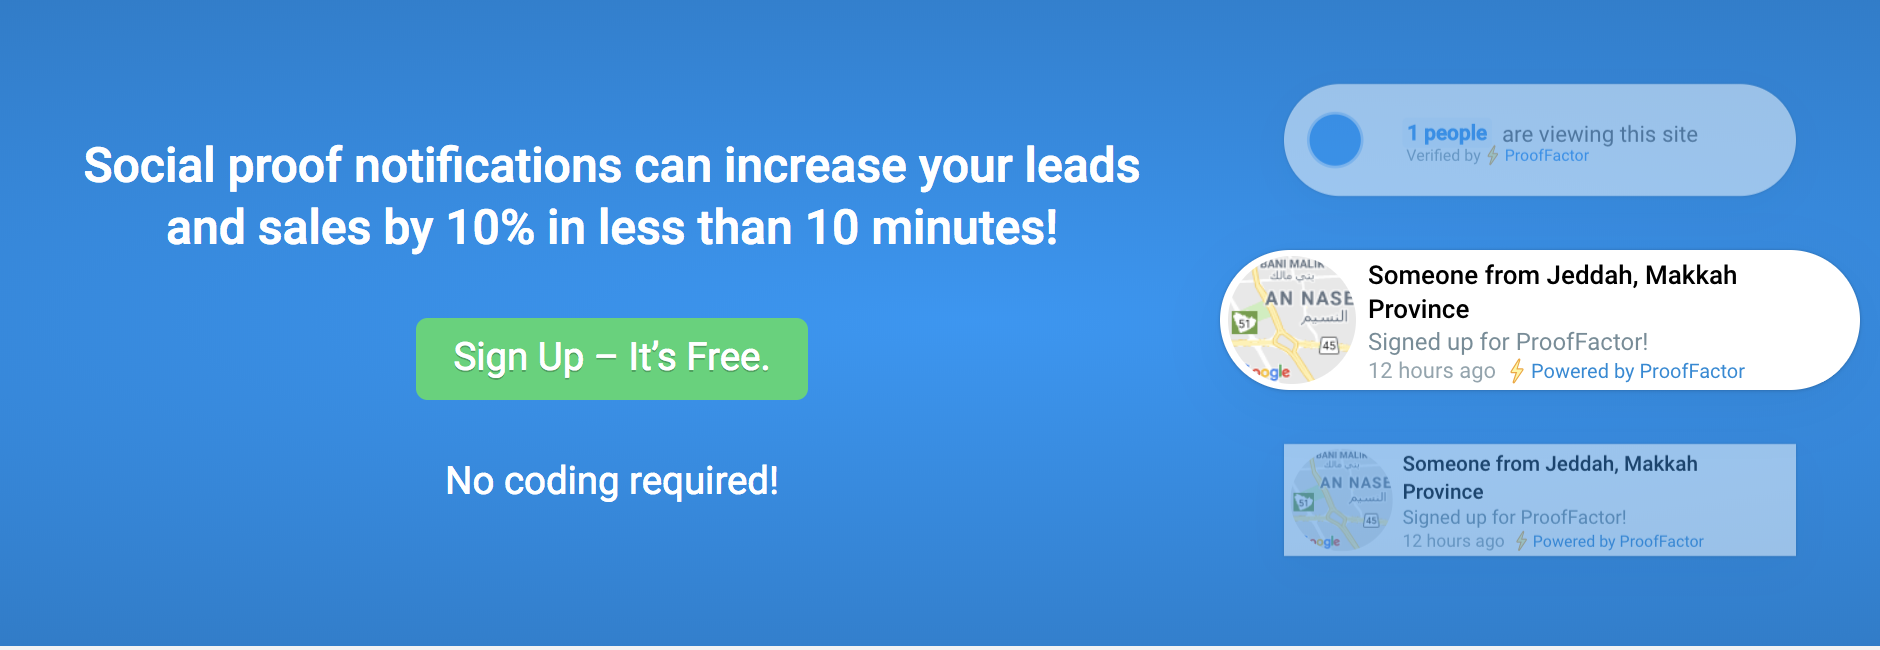 Social proof notifications can increase your leads
and sales by 10% in less than 10 minutes!
Sign Up – It's Free.
No coding required!
1 people are viewing this site
Verified by ProofFactor
BANI MALIK
بني مالك
AN NASE
النسيم
51
45
Someone from Jeddah, Makkah
Province
Signed up for ProofFactor!
12 hours ago Powered by ProofFactor
BANI MALIK
بني مالك
AN NASE
النسيم
51
45
Someone from Jeddah, Makkah
Province
Signed up for ProofFactor!
12 hours ago Powered by ProofFactor